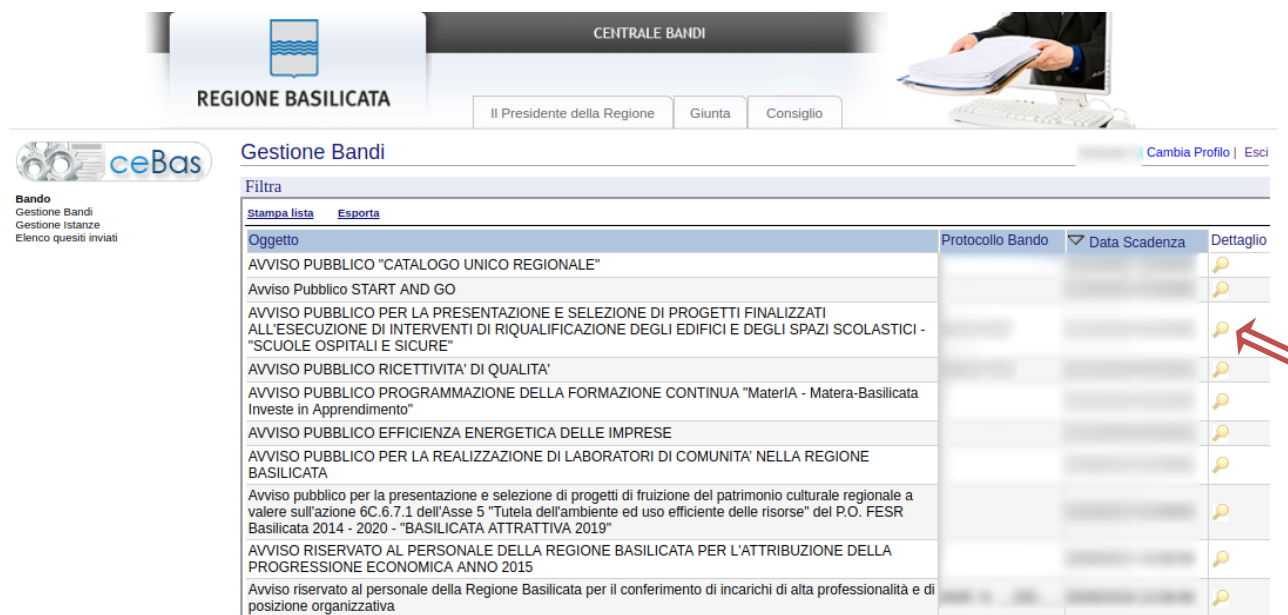 CENTRALE BANDI
REGIONE BASILICATA
Il Presidente della Regione
Giunta
Consiglio
ceBas
Gestione Bandi
Cambia Profilo | Esci
Bando
Gestione Bandi
Gestione Istanze
Elenco quesiti inviati
Filtra
Stampa lista Esporta
Oggetto Protocollo Bando Data Scadenza Dettaglio
AVVISO PUBBLICO "CATALOGO UNICO REGIONALE"
Avviso Pubblico START AND GO
AVVISO PUBBLICO PER LA PRESENTAZIONE E SELEZIONE DI PROGETTI FINALIZZATI
ALL'ESECUZIONE DI INTERVENTI DI RIQUALIFICAZIONE DEGLI EDIFICI E DEGLI SPAZI SCOLASTICI -
"SCUOLE OSPITALI E SICURE"
AVVISO PUBBLICO RICETTIVITA' DI QUALITA'
AVVISO PUBBLICO PROGRAMMAZIONE DELLA FORMAZIONE CONTINUA "MaterIA - Matera-Basilicata
Investe in Apprendimento"
AVVISO PUBBLICO EFFICIENZA ENERGETICA DELLE IMPRESE
AVVISO PUBBLICO PER LA REALIZZAZIONE DI LABORATORI DI COMUNITA' NELLA REGIONE
BASILICATA
Avviso pubblico per la presentazione e selezione di progetti di fruizione del patrimonio culturale regionale a
valere sull'azione 6C.6.7.1 dell'Asse 5 "Tutela dell'ambiente ed uso efficiente delle risorse" del P.O. FESR
Basilicata 2014 - 2020 - "BASILICATA ATTRATTIVA 2019"
AVVISO RISERVATO AL PERSONALE DELLA REGIONE BASILICATA PER L'ATTRIBUZIONE DELLA
PROGRESSIONE ECONOMICA ANNO 2015
Avviso riservato al personale della Regione Basilicata per il conferimento di incarichi di alta professionalità e di
posizione organizzativa